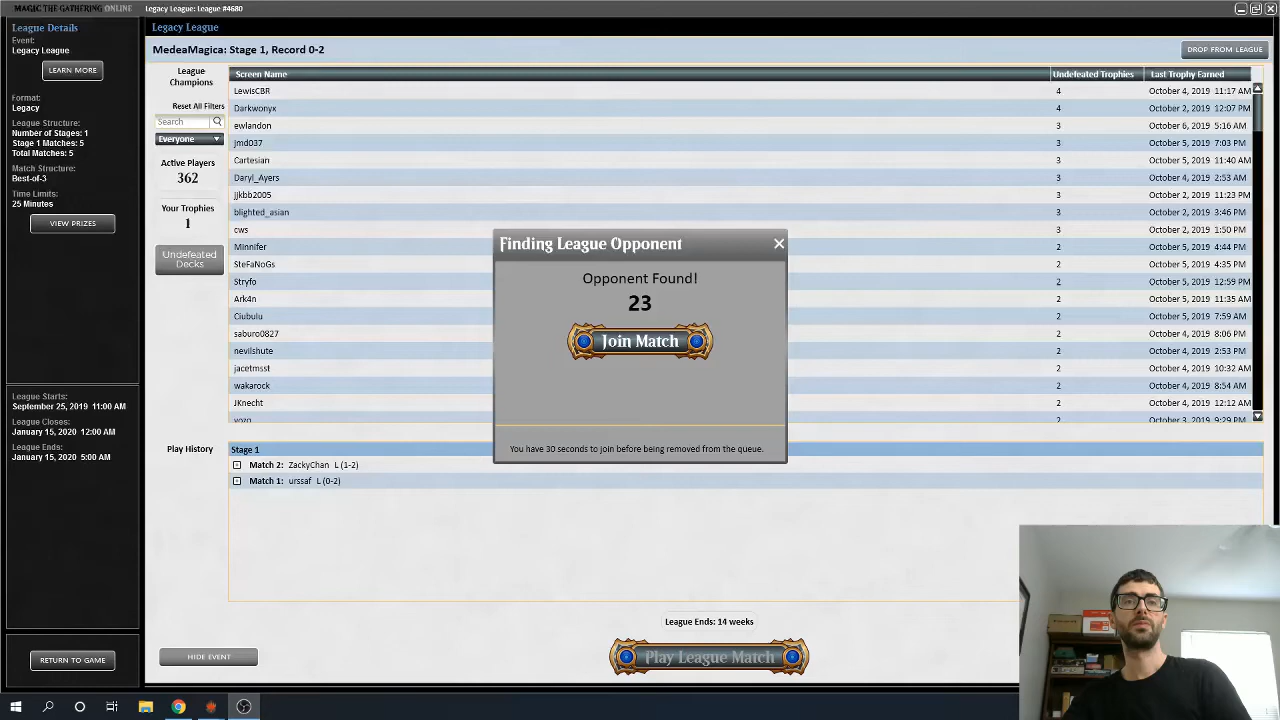 MAGIC THE GATHERING ONLINE
Legacy League: League #4680
League Details
Event:
Legacy League
LEARN MORE
Format:
Legacy
League Structure:
Number of Stages: 1
Stage 1 Matches: 5
Total Matches: 5
Match Structure:
Best-of-3
Time Limits:
25 Minutes
VIEW PRIZES
League Starts:
September 25, 2019 11:00 AM
League Closes:
January 15, 2020 12:00 AM
League Ends:
January 15, 2020 5:00 AM
RETURN TO GAME
Legacy League
MedeaMagica: Stage 1, Record 0-2
DROP FROM LEAGUE
League
Champions
Reset All Filters
Search
Everyone
Active Players
362
Your Trophies
1
Undefeated
Decks
Screen Name Undefeated Trophies Last Trophy Earned
LewisCBR 4 October 4, 2019 11:17 AM
Darkwonyx 4 October 2, 2019 12:07 PM
ewlandon 3 October 6, 2019 5:16 AM
jmd037 3 October 5, 2019 7:03 PM
Cartesian 3 October 5, 2019 11:40 AM
Daryl_Ayers 3 October 4, 2019 2:53 AM
jjkbb2005 3 October 2, 2019 11:23 PM
blighted_asian 3 October 2, 2019 3:46 PM
cws 3 October 2, 2019 1:50 PM
Minnifer 2 October 5, 2019 4:44 PM
SteFaNoGs 2 October 5, 2019 4:35 PM
Stryfo 2 October 5, 2019 12:59 PM
Ark4n 2 October 5, 2019 11:35 AM
Ciubulu 2 October 5, 2019 7:59 AM
saburo0827 2 October 4, 2019 8:06 PM
nevilshute 2 October 4, 2019 2:53 PM
jacetmsst 2 October 4, 2019 10:32 AM
wakarock 2 October 4, 2019 8:54 AM
JKnecht 2 October 4, 2019 12:12 AM
yozo 2 October 3, 2019 9:29 PM
Finding League Opponent
Opponent Found!
23
Join Match
You have 30 seconds to join before being removed from the queue.
Play History
Stage 1
Match 2: ZackyChan L (1-2)
Match 1: urssaf L (0-2)
League Ends: 14 weeks
HIDE EVENT
Play League Match